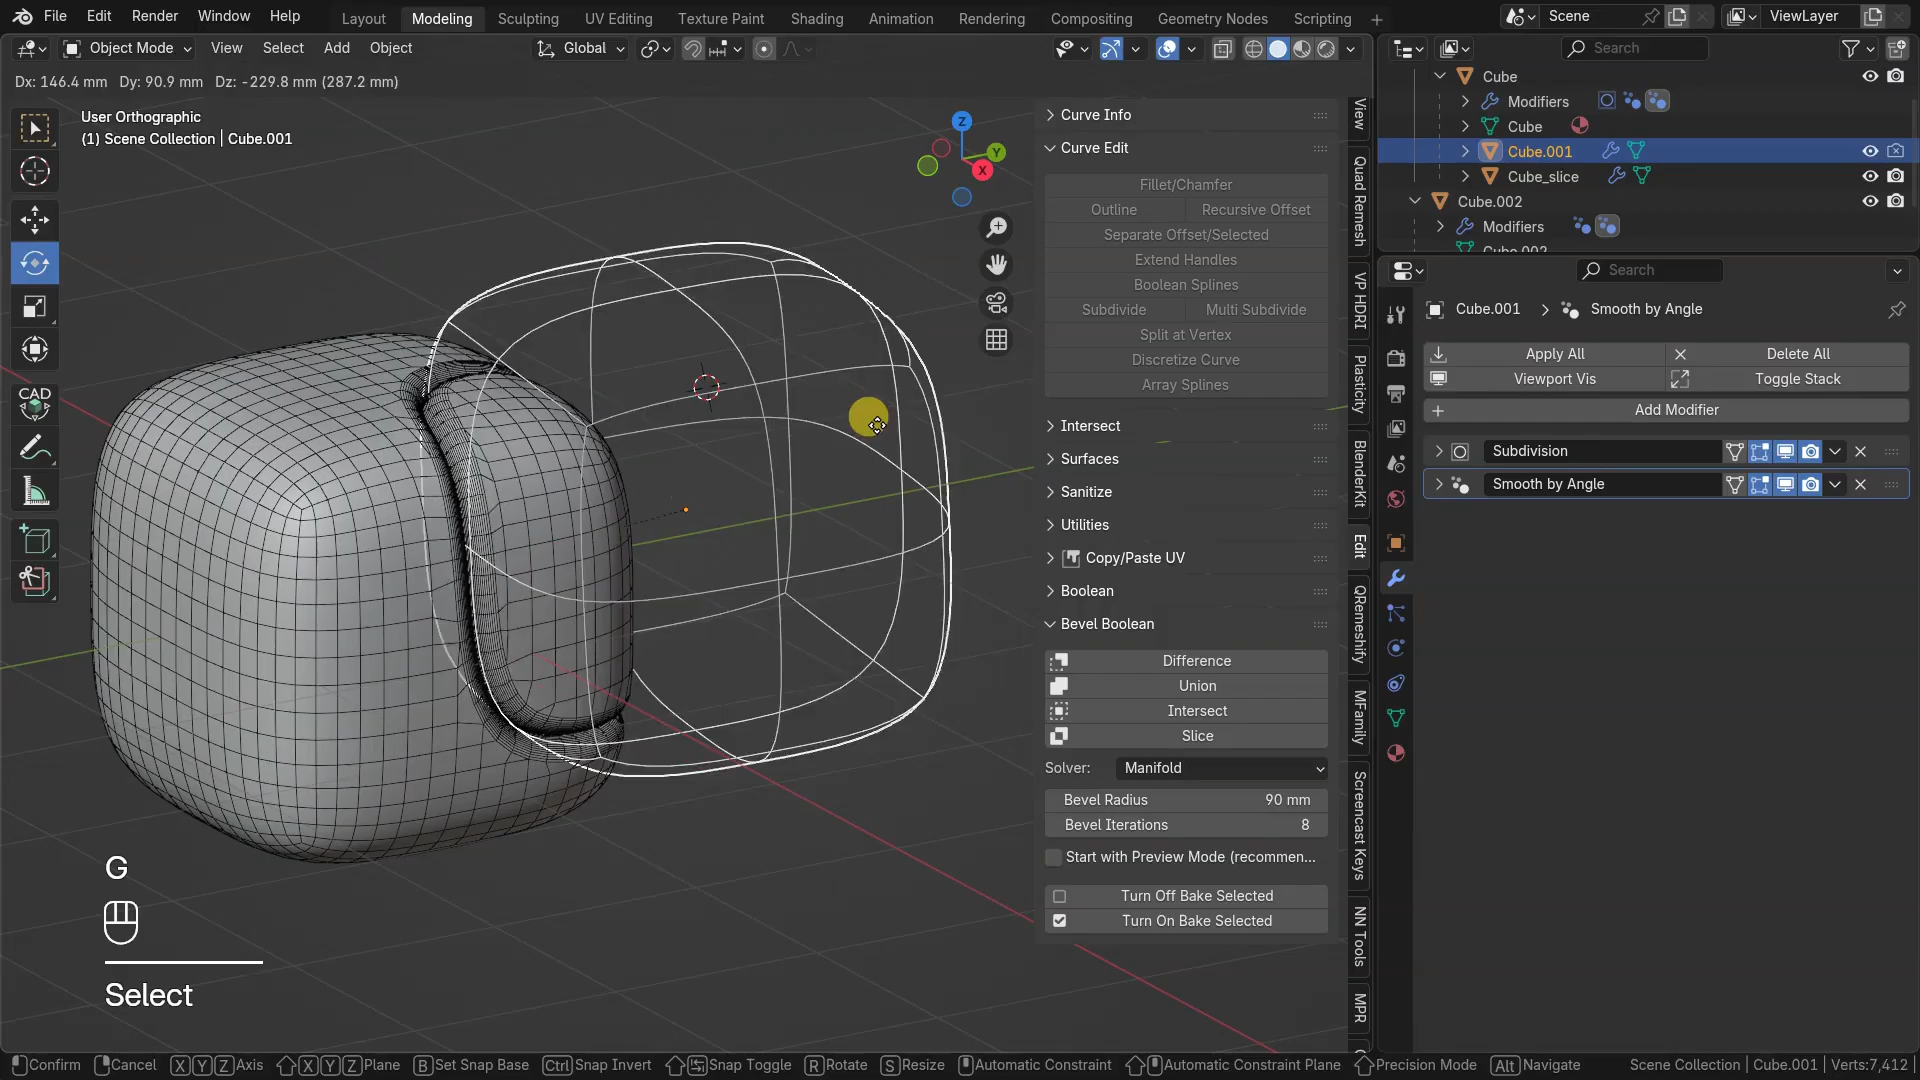 File Edit Render Window Help Layout Modeling Sculpting UV Editing Texture Paint Shading Animation Rendering Compositing Geometry Nodes Scripting + Scene ViewLayer
Object Mode View Select Add Object Global Search
Dx: 146.4 mm Dy: 90.9 mm Dz: -229.8 mm (287.2 mm)
User Orthographic
(1) Scene Collection | Cube.001
Z
Y
X
CAD
Curve Info
Curve Edit
Fillet/Chamfer
Outline Recursive Offset
Separate Offset/Selected
Extend Handles
Boolean Splines
Subdivide Multi Subdivide
Split at Vertex
Discretize Curve
Array Splines
Intersect
Surfaces
Sanitize
Utilities
Copy/Paste UV
Boolean
Bevel Boolean
Difference
Union
Intersect
Slice
Solver: Manifold
Bevel Radius 90 mm
Bevel Iterations 8
Start with Preview Mode (recommen...
Turn Off Bake Selected
Turn On Bake Selected
View
Quad Remesh
VP HDRI
Plasticity
BlenderKit
Edit
QRemeshify
MFamily
Screencast Keys
NN Tools
MPR
Cube
Modifiers
Cube
Cube.001
Cube_slice
Cube.002
Modifiers
Cube.002
Search
Cube.001 > Smooth by Angle
Apply All Delete All
Viewport Vis Toggle Stack
Add Modifier
Subdivision
Smooth by Angle
G
Select
Confirm Cancel X Y Z Axis X Y Z Plane B Set Snap Base Ctrl Snap Invert Snap Toggle R Rotate S Resize Automatic Constraint Automatic Constraint Plane Precision Mode Alt Navigate Scene Collection | Cube.001 | Verts:7,412 |